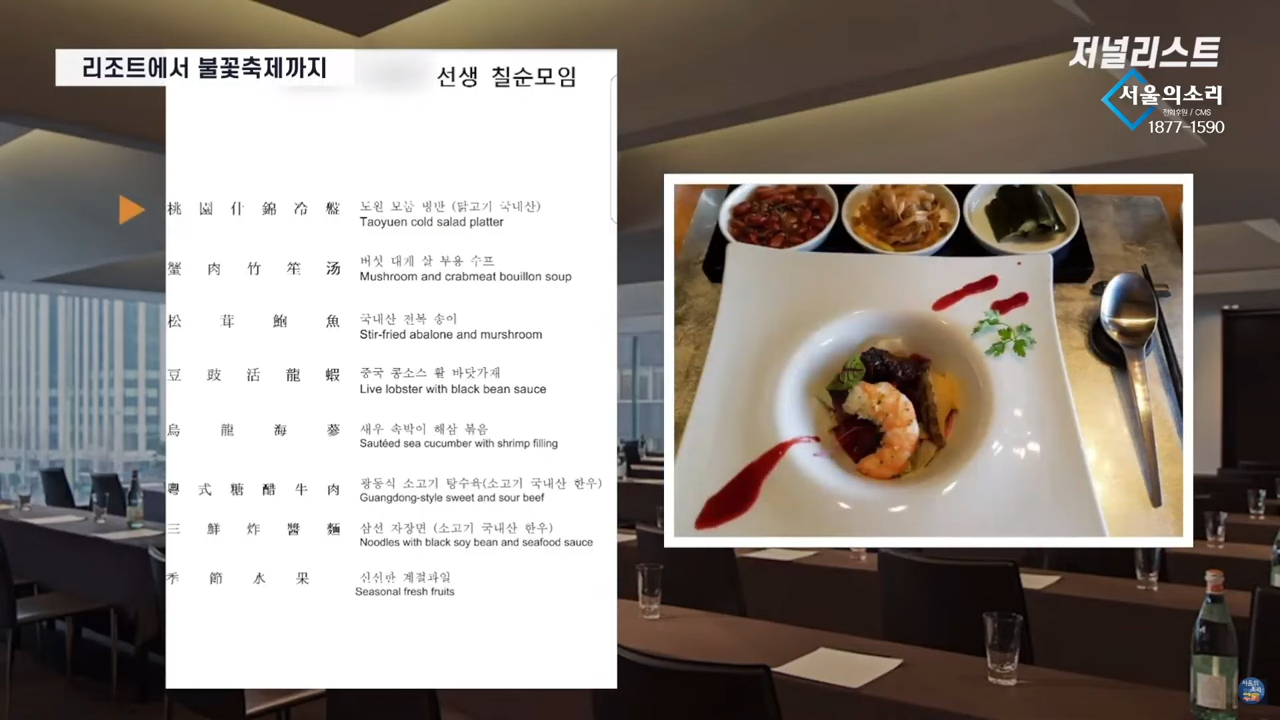 리조트에서 불꽃축제까지
선생 칠순모임
저널리스트
서울의소리
전화후원 / CMS
1877-1590
桃園什錦冷盤
도원 모듬 냉반 (닭고기 국내산)
Taoyuen cold salad platter
蟹肉竹笙汤
버섯 대게 살 부용 수프
Mushroom and crabmeat bouillon soup
松茸鮑魚
국내산 전복 송이
Stir-fried abalone and murshroom
豆豉活龍蝦
중국 콩소스 활 바닷가재
Live lobster with black bean sauce
烏龍海蔘
새우 속박이 해삼 볶음
Sautéed sea cucumber with shrimp filling
粵式糖醋牛肉
광동식 소고기 탕수육(소고기 국내산 한우)
Guangdong-style sweet and sour beef
三鮮炸醬麵
삼선 자장면 (소고기 국내산 한우)
Noodles with black soy bean and seafood sauce
季節水果
신선한 계절과일
Seasonal fresh fruits